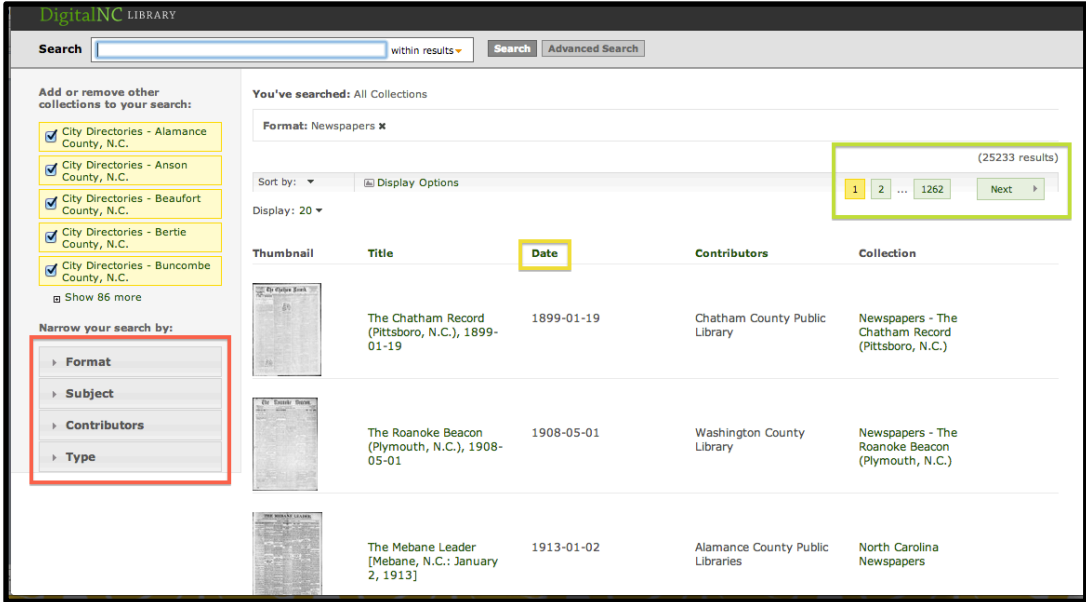 DigitalNC LIBRARY
Search within results Search Advanced Search
Add or remove other
collections to your search:
City Directories - Alamance
County, N.C.
City Directories - Anson
County, N.C.
City Directories - Beaufort
County, N.C.
City Directories - Bertie
County, N.C.
City Directories - Buncombe
County, N.C.
Show 86 more
Narrow your search by:
Format
Subject
Contributors
Type
You've searched: All Collections
Format: Newspapers
(25233 results)
Sort by: Display Options
1 2 ... 1262 Next
Display: 20
Thumbnail Title Date Contributors Collection
The Chatham Record
(Pittsboro, N.C.), 1899-
01-19
1899-01-19
Chatham County Public
Library
Newspapers - The
Chatham Record
(Pittsboro, N.C.)
The Roanoke Beacon
(Plymouth, N.C.), 1908-
05-01
1908-05-01
Washington County
Library
Newspapers - The
Roanoke Beacon
(Plymouth, N.C.)
THE MEBANE LEADER
The Mebane Leader
[Mebane, N.C.: January
2, 1913]
1913-01-02
Alamance County Public
Libraries
North Carolina
Newspapers